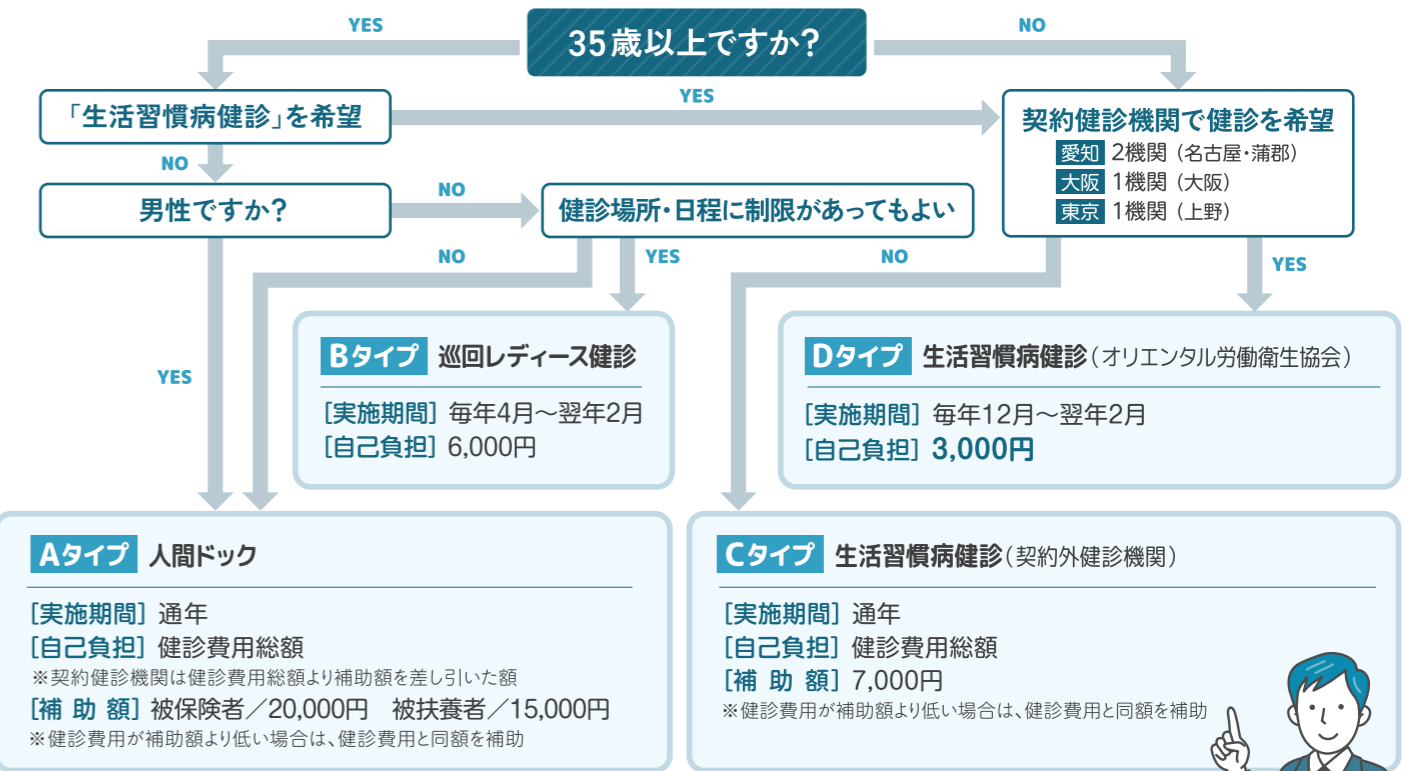 35歳以上ですか?
YES
NO
「生活習慣病健診」を希望
YES
契約健診機関で健診を希望
愛知 2機関（名古屋・蒲郡）
大阪 1機関（大阪）
東京 1機関（上野）
NO
男性ですか?
NO
健診場所・日程に制限があってもよい
NO
YES
NO
YES
YES
Bタイプ 巡回レディース健診
[実施期間] 毎年4月～翌年2月
[自己負担] 6,000円
Dタイプ 生活習慣病健診（オリエンタル労働衛生協会）
[実施期間] 毎年12月～翌年2月
[自己負担] 3,000円
Aタイプ 人間ドック
[実施期間] 通年
[自己負担] 健診費用総額
※契約健診機関は健診費用総額より補助額を差し引いた額
[補 助 額] 被保険者／20,000円 被扶養者／15,000円
※健診費用が補助額より低い場合は、健診費用と同額を補助
Cタイプ 生活習慣病健診（契約外健診機関）
[実施期間] 通年
[自己負担] 健診費用総額
[補 助 額] 7,000円
※健診費用が補助額より低い場合は、健診費用と同額を補助